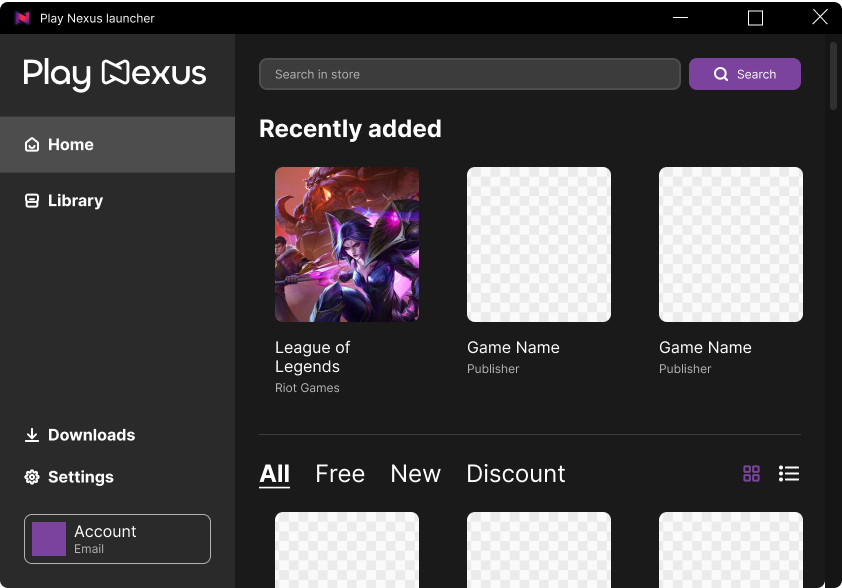 Play Nexus launcher
Play Nexus
Home
Library
Downloads
Settings
Account
Email
Search in store
Search
Recently added
League of
Legends
Riot Games
Game Name
Publisher
Game Name
Publisher
All Free New Discount